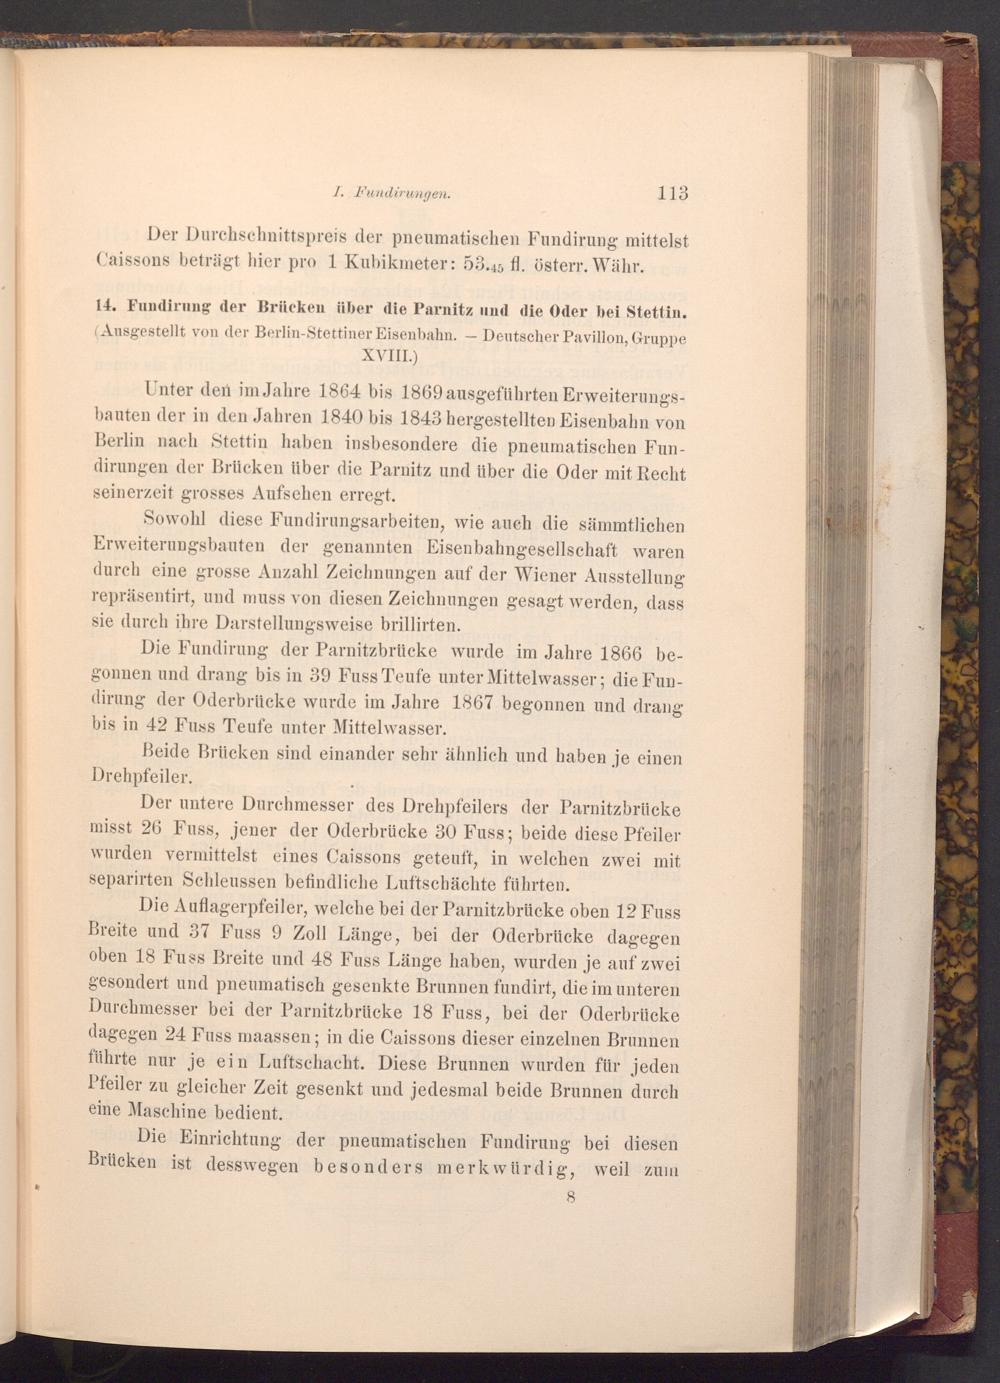 I. Fundirungen. 113
Der Durchschnittspreis der pneumatischen Fundirung mittelst
Caissons beträgt hier pro 1 Kubikmeter: 53.45 fl. österr. Währ.
14. Fundirung der Brücken über die Parnitz und die Oder bei Stettin.
(Ausgestellt von der Berlin-Stettiner Eisenbahn. — Deutscher Pavillon, Gruppe
XVIII.)
Unter den im Jahre 1864 bis 1869 ausgeführten Erweiterungs-
bauten der in den Jahren 1840 bis 1843 hergestellten Eisenbahn von
Berlin nach Stettin haben insbesondere die pneumatischen Fun-
dirungen der Brücken über die Parnitz und über die Oder mit Recht
seinerzeit grosses Aufsehen erregt.
Sowohl diese Fundirungsarbeiten, wie auch die sämmtlichen
Erweiterungsbauten der genannten Eisenbahngesellschaft waren
durch eine grosse Anzahl Zeichnungen auf der Wiener Ausstellung
repräsentirt, und muss von diesen Zeichnungen gesagt werden, dass
sie durch ihre Darstellungsweise brillirten.
Die Fundirung der Parnitzbrücke wurde im Jahre 1866 be-
gonnen und drang bis in 39 Fuss Teufe unter Mittelwasser; die Fun-
dirung der Oderbrücke wurde im Jahre 1867 begonnen und drang
bis in 42 Fuss Teufe unter Mittelwasser.
Beide Brücken sind einander sehr ähnlich und haben je einen
Drehpfeiler.
Der untere Durchmesser des Drehpfeilers der Parnitzbrücke
misst 26 Fuss, jener der Oderbrücke 30 Fuss; beide diese Pfeiler
wurden vermittelst eines Caissons geteuft, in welchen zwei mit
separirten Schleussen befindliche Luftschächte führten.
Die Auflagerpfeiler, welche bei der Parnitzbrücke oben 12 Fuss
Breite und 37 Fuss 9 Zoll Länge, bei der Oderbrücke dagegen
oben 18 Fuss Breite und 48 Fuss Länge haben, wurden je auf zwei
gesondert und pneumatisch gesenkte Brunnen fundirt, die im unteren
Durchmesser bei der Parnitzbrücke 18 Fuss, bei der Oderbrücke
dagegen 24 Fuss maassen; in die Caissons dieser einzelnen Brunnen
führte nur je ein Luftschacht. Diese Brunnen wurden für jeden
Pfeiler zu gleicher Zeit gesenkt und jedesmal beide Brunnen durch
eine Maschine bedient.
Die Einrichtung der pneumatischen Fundirung bei diesen
Brücken ist desswegen besonders merkwürdig, weil zum
8